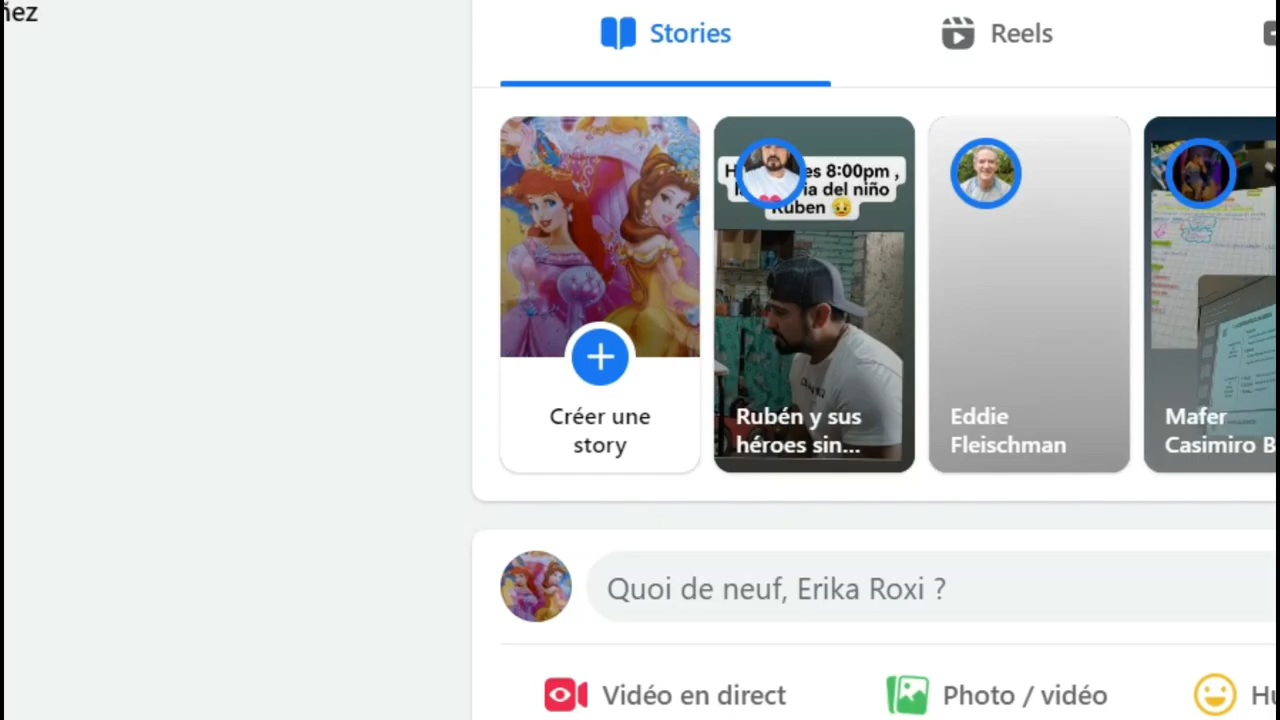 ñez
Stories
Reels
es 8:00pm ,
ia del niño
Ruben 😥
Créer une
story
Rubén y sus
héroes sin...
Eddie
Fleischman
Mafer
Casimiro B
Quoi de neuf, Erika Roxi ?
Vidéo en direct
Photo / vidéo
Hu